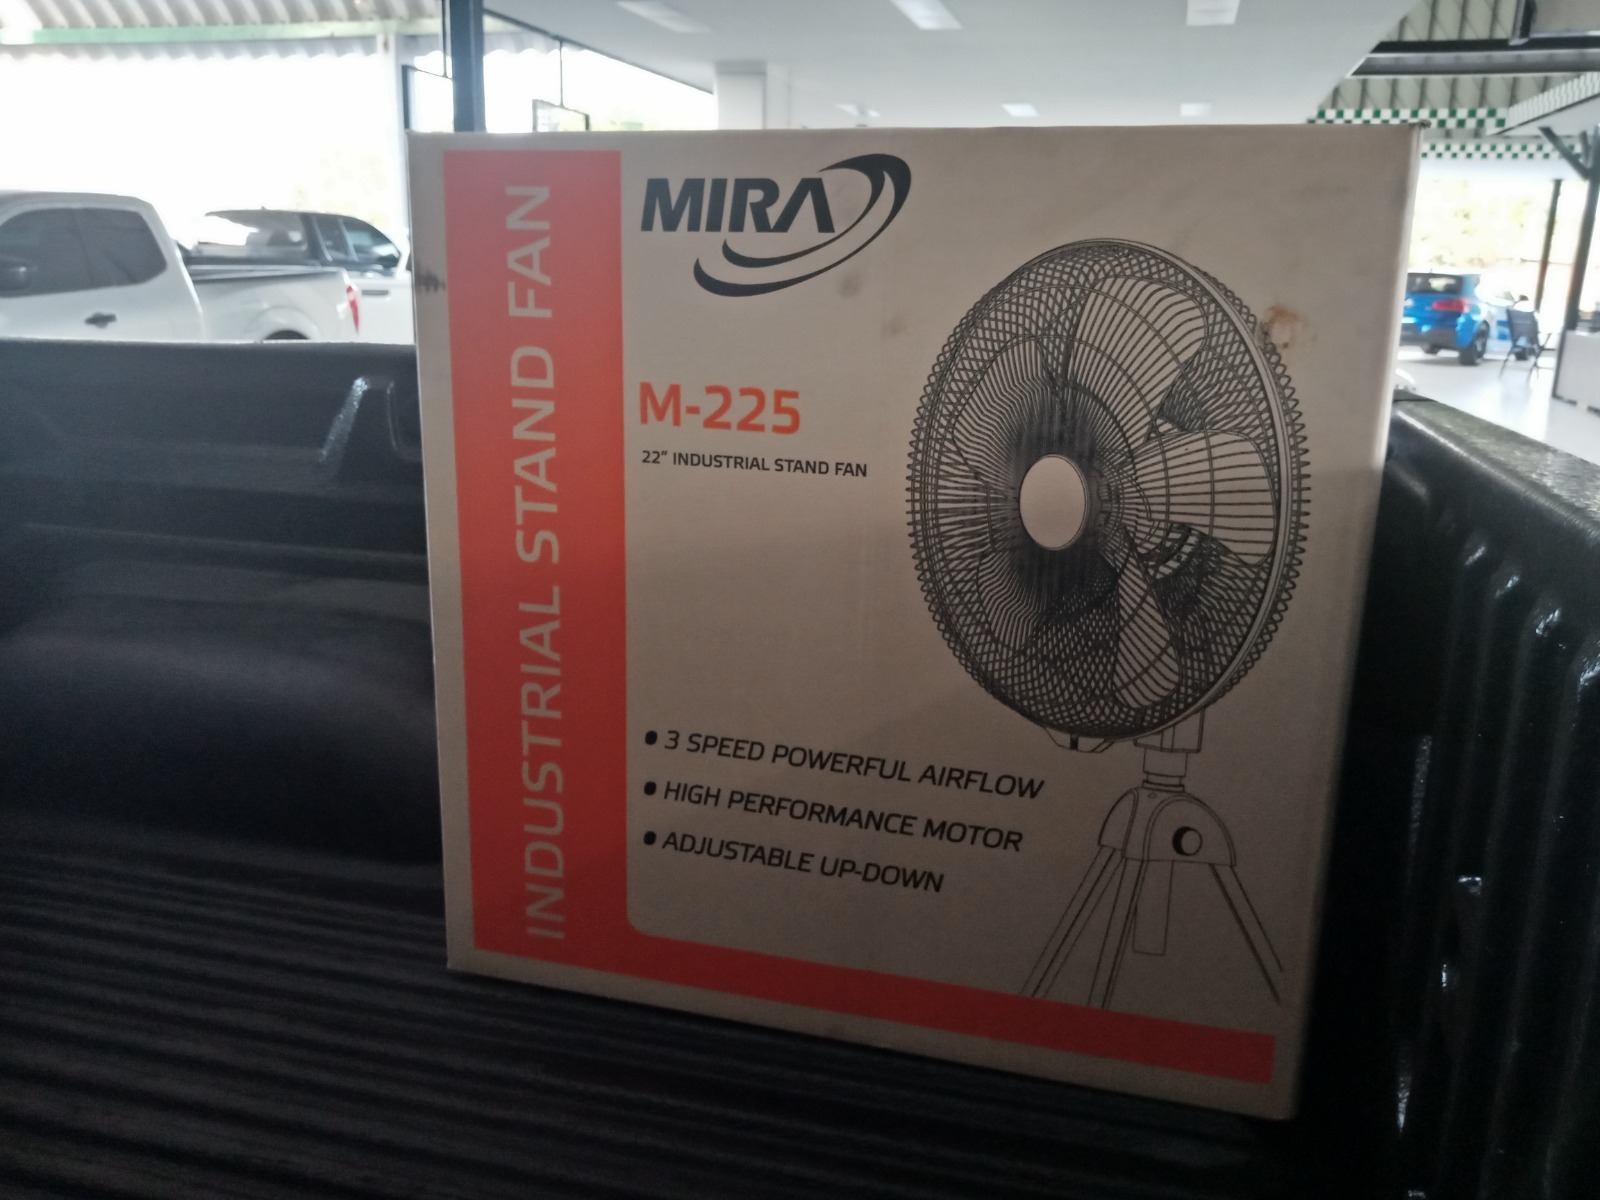 INDUSTRIAL STAND FAN
MIRA
M-225
22" INDUSTRIAL STAND FAN
• 3 SPEED POWERFUL AIRFLOW
• HIGH PERFORMANCE MOTOR
• ADJUSTABLE UP-DOWN